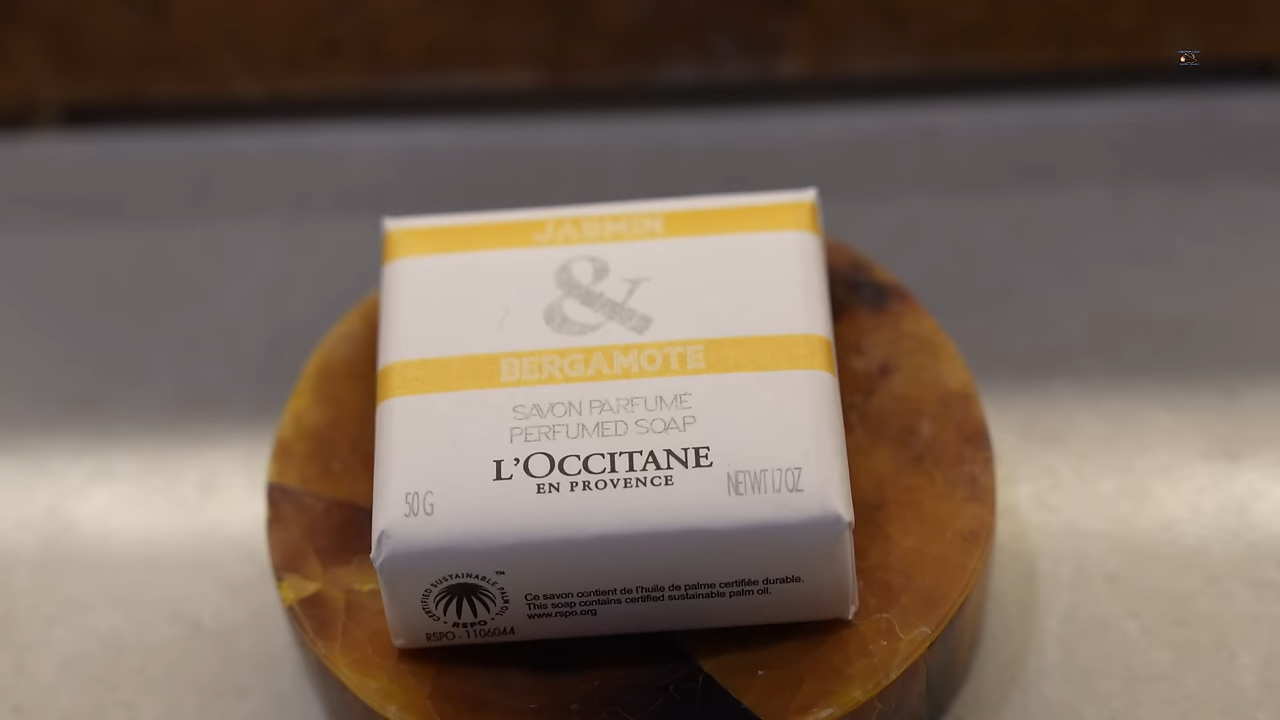 JASMIN
&
BERGAMOTE
SAVON PARFUMÉ
PERFUMED SOAP
L'OCCITANE
EN PROVENCE
50 G
NET WT 1.7 OZ
CERTIFIED SUSTAINABLE PALM OIL ™
RSPO
RSPO - 1106044
Ce savon contient de l'huile de palme certifiée durable.
This soap contains certified sustainable palm oil.
www.rspo.org